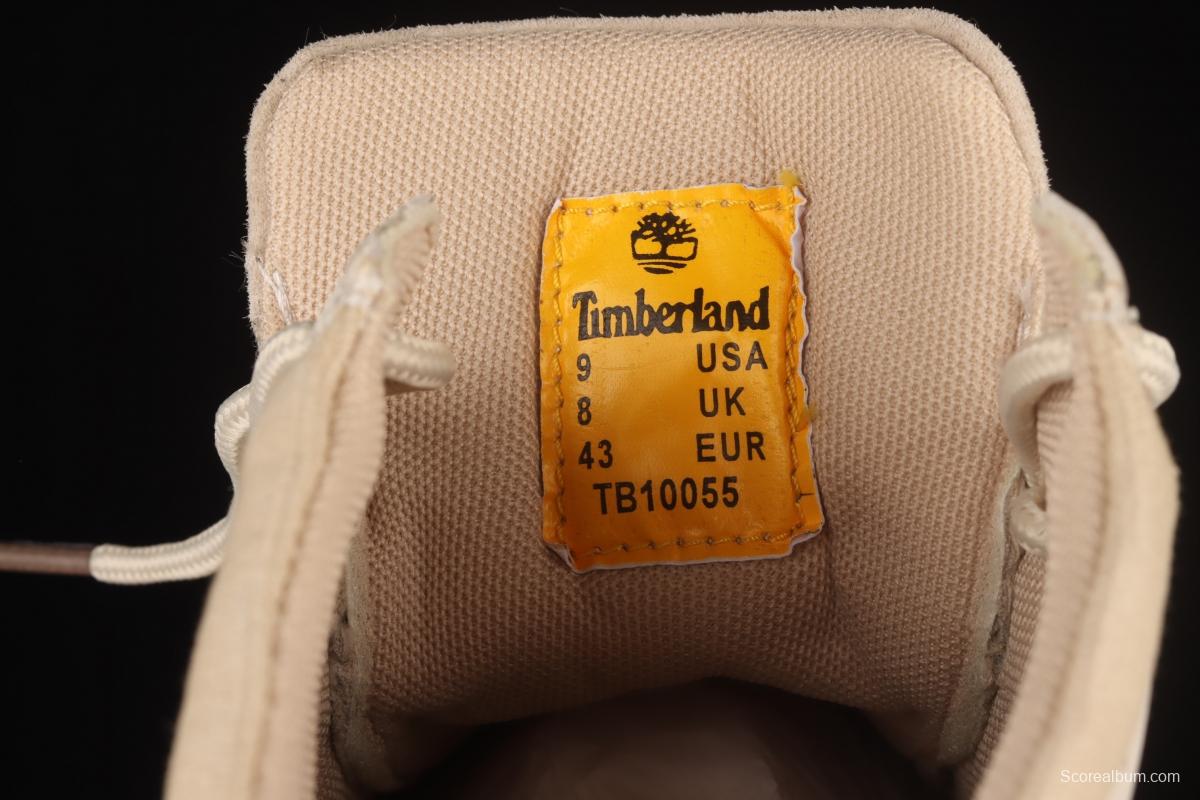 Timberland
9 USA
8 UK
43 EUR
TB10055
Scorealbum.com